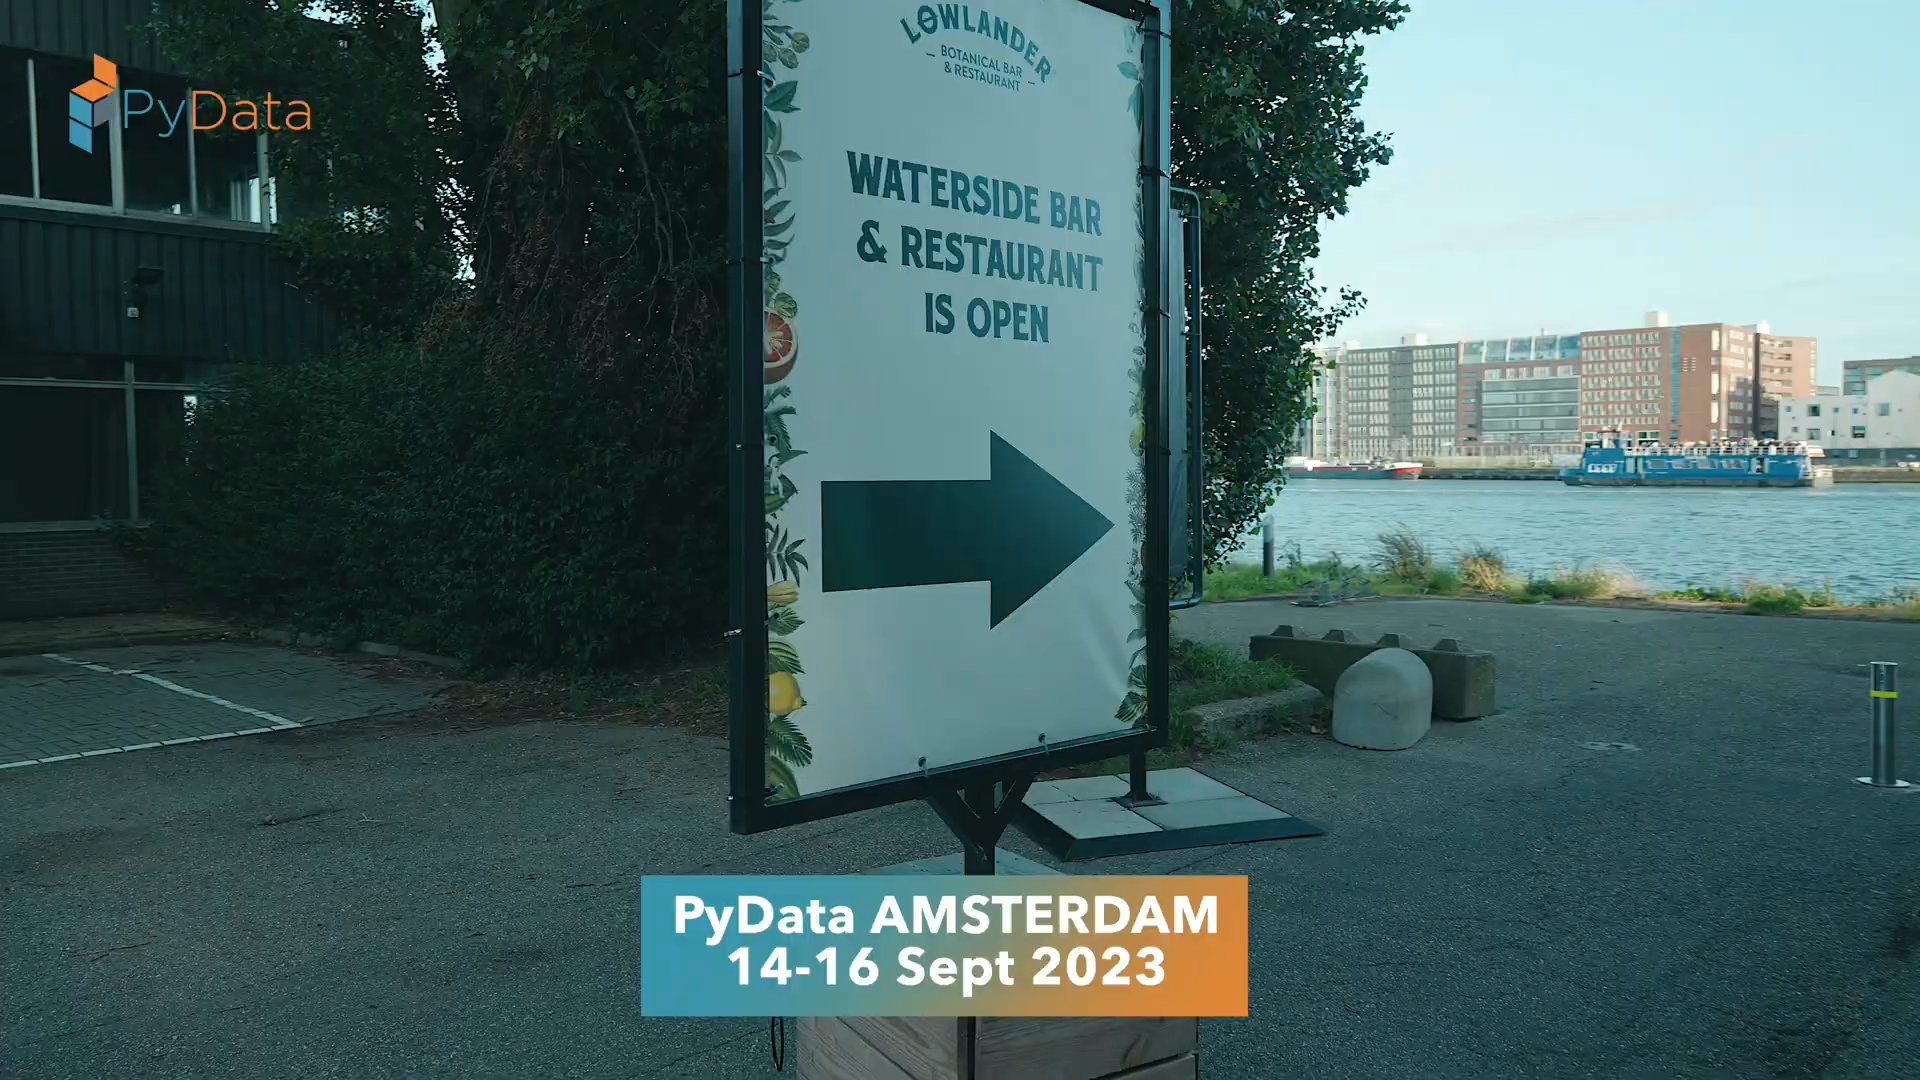 PyData
LOWLANDER
BOTANICAL BAR
& RESTAURANT
WATERSIDE BAR
& RESTAURANT
IS OPEN
PyData AMSTERDAM
14-16 Sept 2023